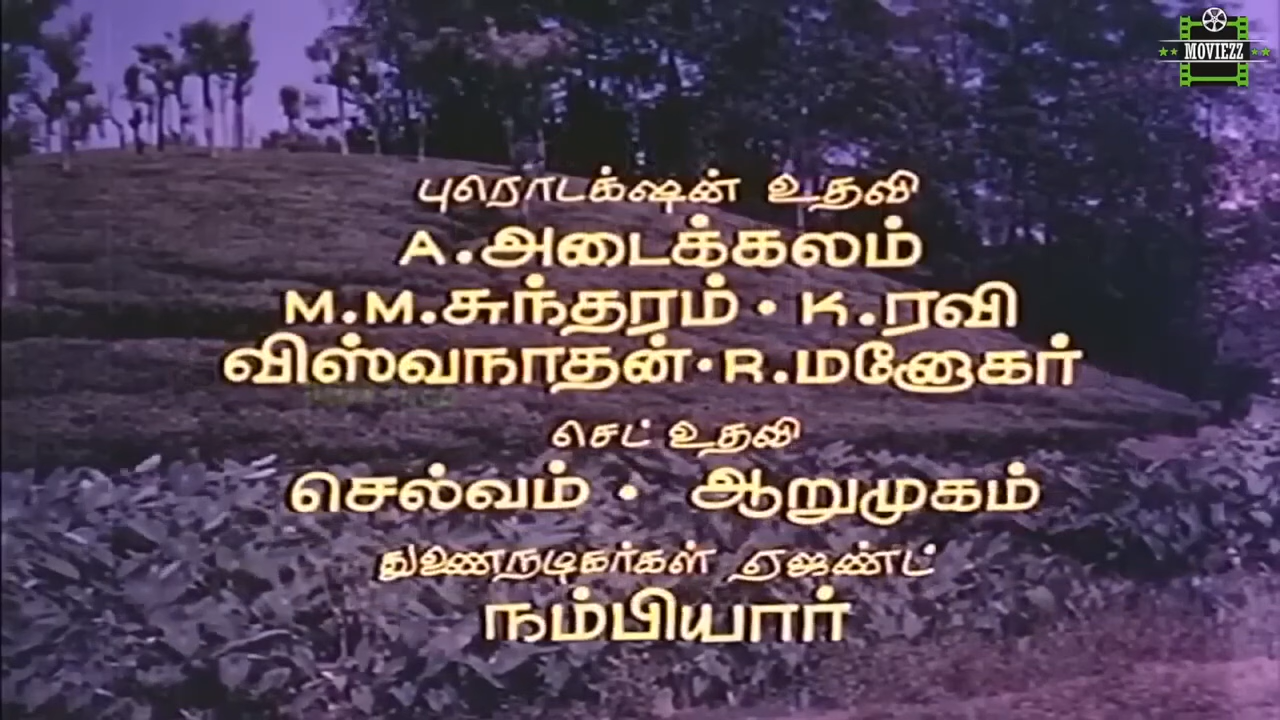 MOVIEZZ
புரொடக்ஷன் உதவி
A.அடைக்கலம்
M.M.சுந்தரம் • K.ரவி
விஸ்வநாதன் • R.மனோகர்
செட் உதவி
செல்வம் • ஆறுமுகம்
துணைநடிகர்கள் ஏஜண்ட்
நம்பியார்